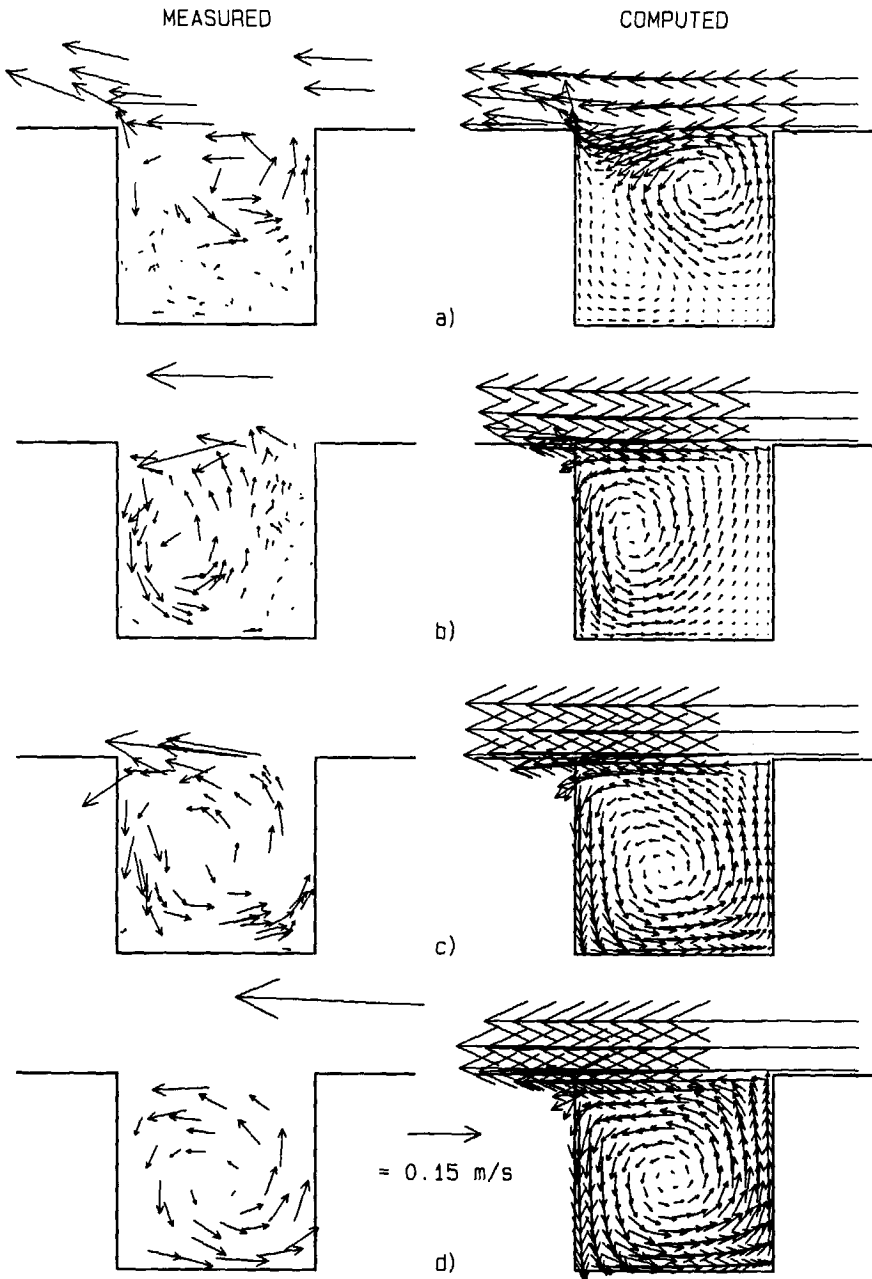 MEASURED
COMPUTED
a)
b)
c)
= 0.15 m/s
d)